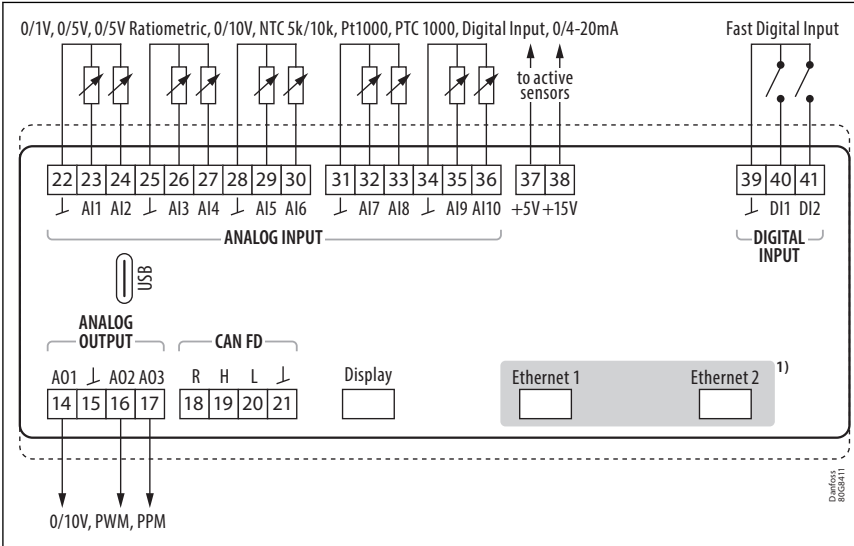 0/1V, 0/5V, 0/5V Ratiometric, 0/10V, NTC 5k/10k, Pt1000, PTC 1000, Digital Input, 0/4-20mA
Fast Digital Input
to active
sensors
22 23 24 25 26 27 28 29 30 31 32 33 34 35 36 37 38 39 40 41
AI1 AI2 AI3 AI4 AI5 AI6 AI7 AI8 AI9 AI10 +5V +15V DI1 DI2
ANALOG INPUT
DIGITAL
INPUT
USB
ANALOG
OUTPUT
CAN FD
AO1 AO2 AO3 R H L Display Ethernet 1 Ethernet 2 1)
14 15 16 17 18 19 20 21
0/10V, PWM, PPM
Danfoss
80G8411